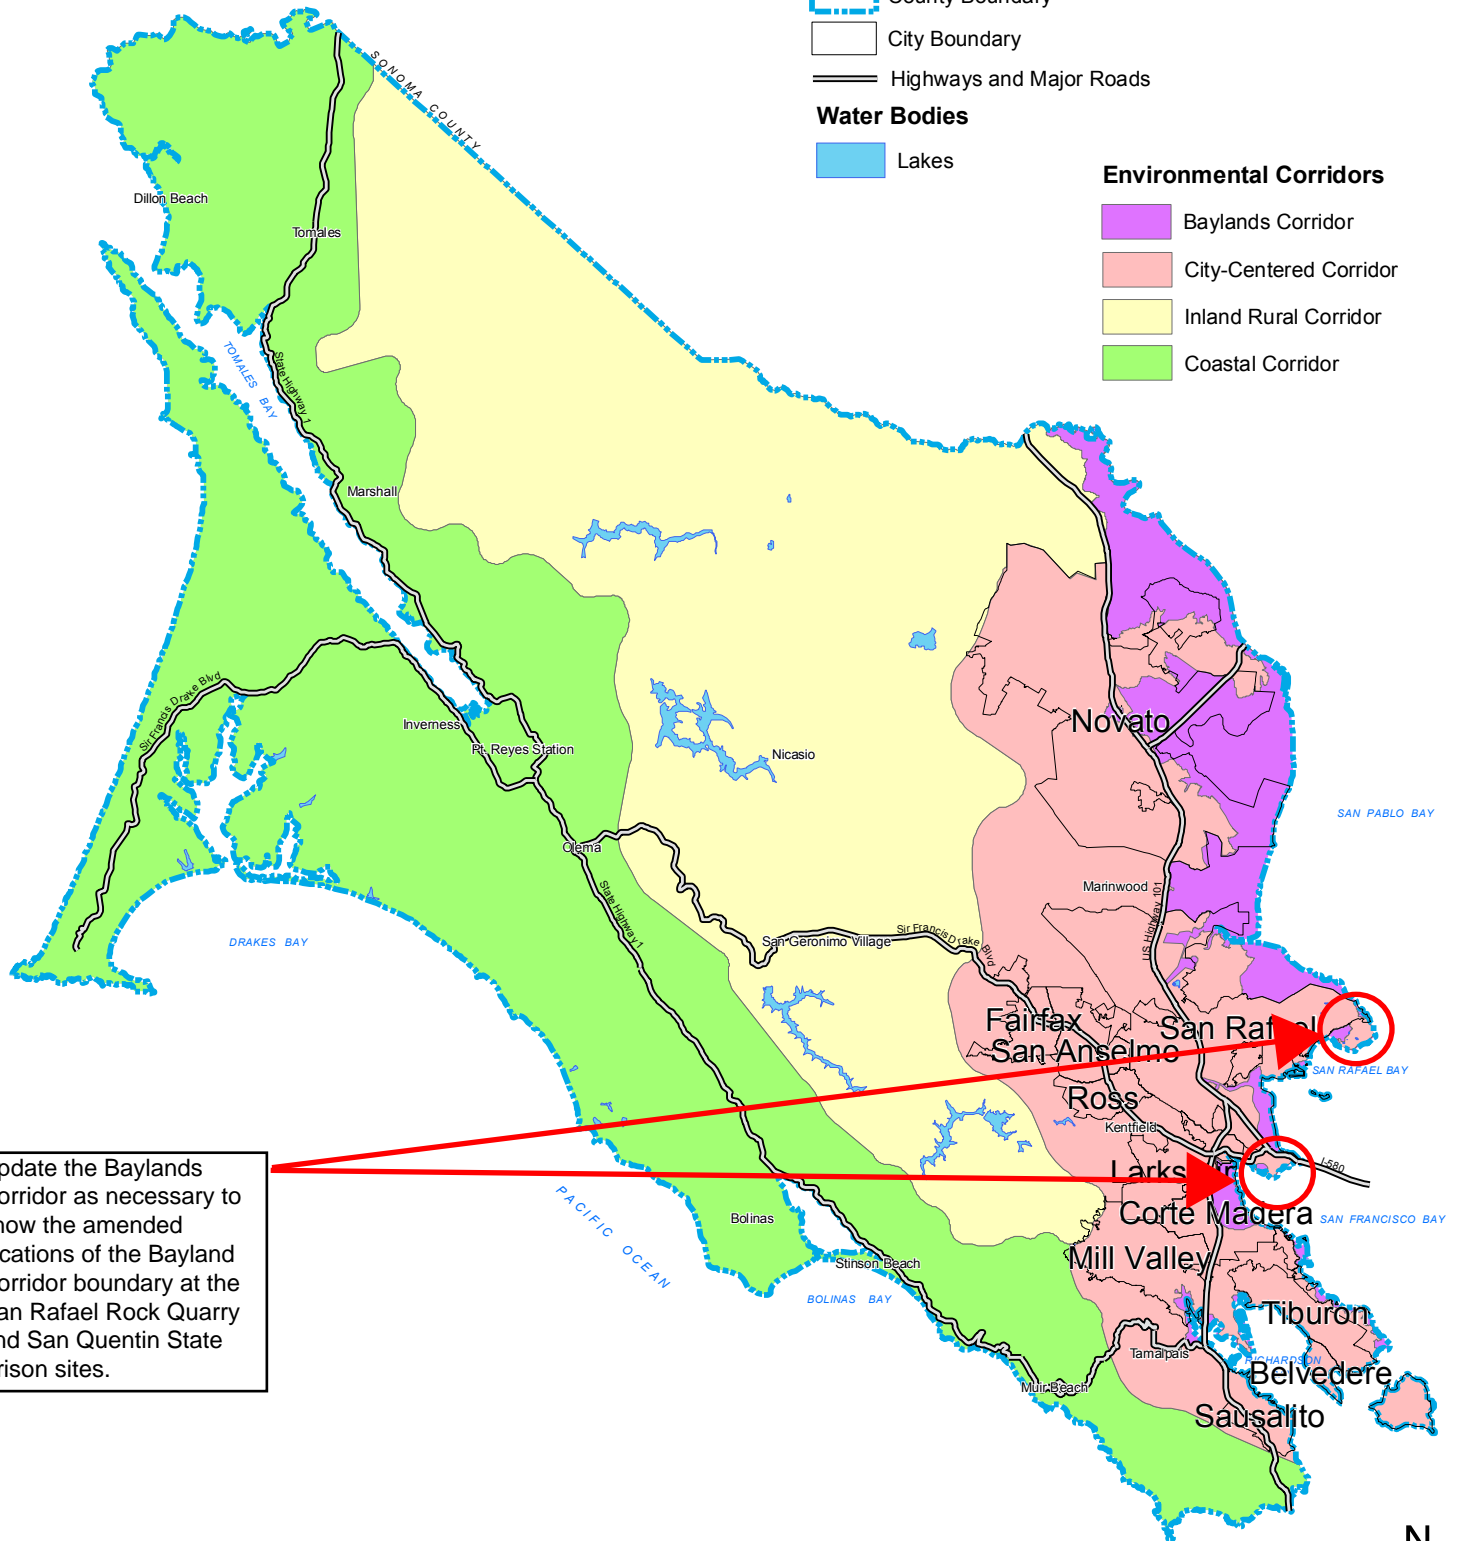 City Boundary
Highways and Major Roads
Water Bodies
Lakes
Environmental Corridors
Baylands Corridor
City-Centered Corridor
Inland Rural Corridor
Coastal Corridor
SONOMA COUNTY
Dillon Beach
Tomales
TOMALES BAY
State Highway 1
Marshall
Sir Francis Drake Blvd
Inverness
Pt. Reyes Station
Nicasio
Novato
SAN PABLO BAY
Olema
Marinwood
US Highway 101
State Highway 1
DRAKES BAY
San Geronimo Village
Sir Francis Drake Blvd
Fairfax
San Rafael
San Anselmo
SAN RAFAEL BAY
Ross
Kentfield
I-580
Larkspur
pdate the Baylands
orridor as necessary to
how the amended
cations of the Bayland
orridor boundary at the
an Rafael Rock Quarry
nd San Quentin State
rison sites.
PACIFIC OCEAN
Bolinas
Corte Madera
SAN FRANCISCO BAY
Mill Valley
Stinson Beach
BOLINAS BAY
Tiburon
Tamalpais
RICHARDSON
Belvedere
Muir Beach
Sausalito
N